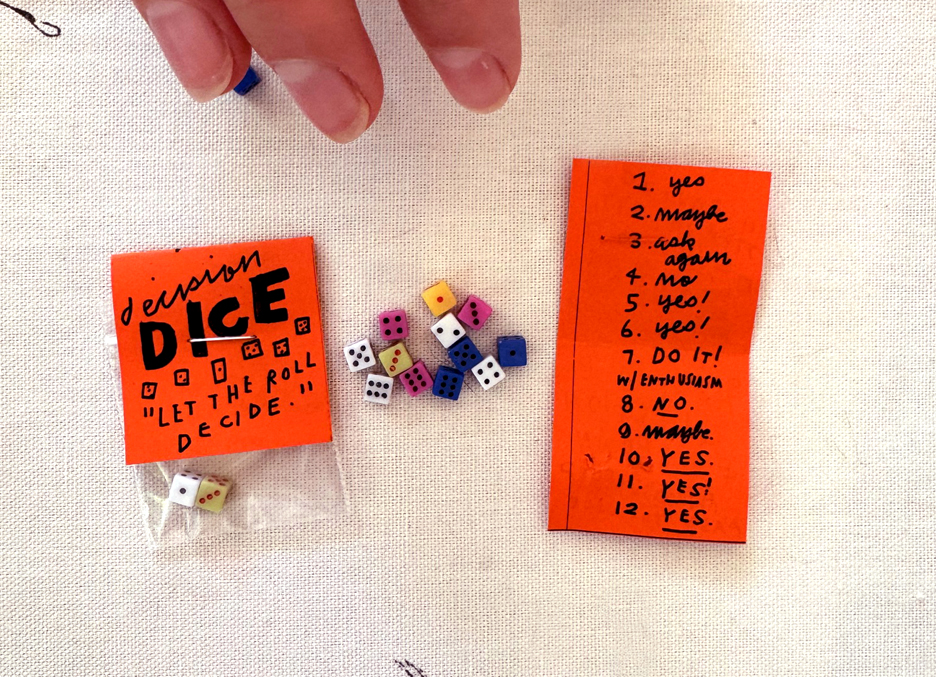 decision
DICE
"LET THE ROLL
DECIDE."
1. yes
2. maybe
3. ask
again
4. no
5. yes!
6. yes!
7. DO IT!
W/ENTHUSIASM
8. NO.
9. maybe.
10. YES.
11. YES!
12. YES.